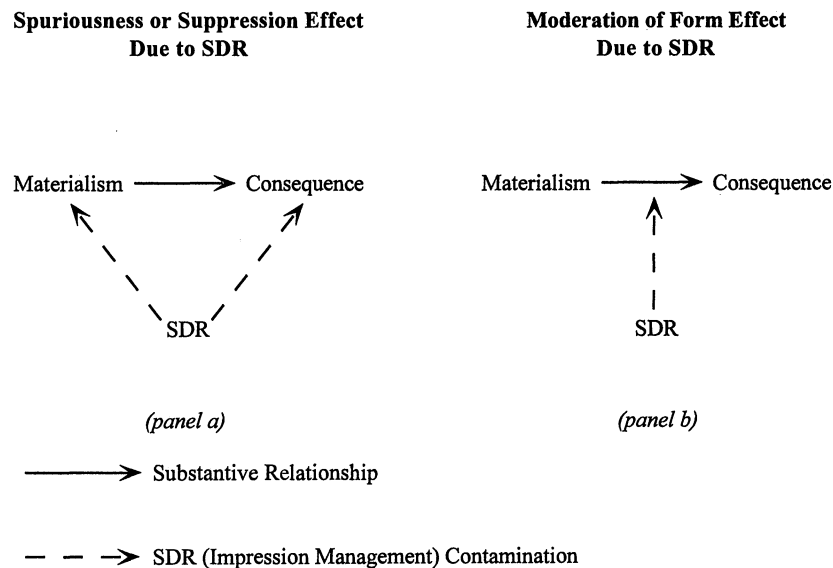 Spuriousness or Suppression Effect
Due to SDR
Moderation of Form Effect
Due to SDR
Materialism
Consequence
SDR
(panel a)
Materialism
Consequence
SDR
(panel b)
Substantive Relationship
SDR (Impression Management) Contamination